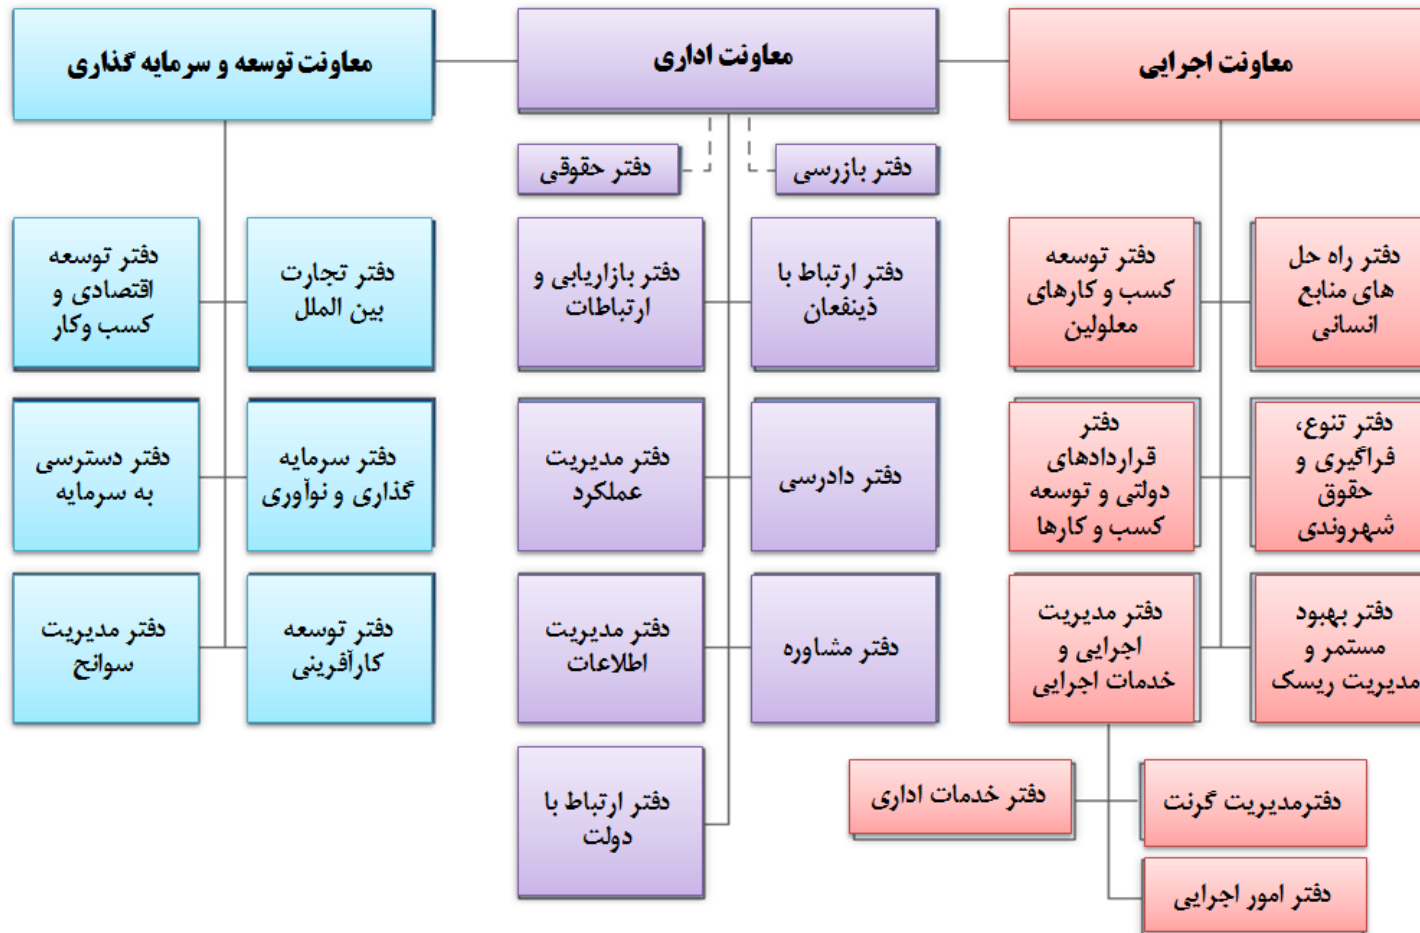 معاونت اجرایی
معاونت اداری
معاونت توسعه و سرمایه گذاری
دفتر بازرسی
دفتر حقوقی
دفتر راه حل
های منابع
انسانی
دفتر توسعه
کسب و کارهای
معلولین
دفتر ارتباط با
ذینفعان
دفتر بازاریابی و
ارتباطات
دفتر تجارت
بین الملل
دفتر توسعه
اقتصادی و
کسب وکار
دفتر تنوع،
فراگیری و
حقوق
شهروندی
دفتر
قراردادهای
دولتی و توسعه
کسب و کارها
دفتر دادرسی
دفتر مدیریت
عملکرد
دفتر سرمایه
گذاری و نوآوری
دفتر دسترسی
به سرمایه
دفتر بهبود
مستمر و
مدیریت ریسک
دفتر مدیریت
اجرایی و
خدمات اجرایی
دفتر مشاوره
دفتر مدیریت
اطلاعات
دفتر توسعه
کارآفرینی
دفتر مدیریت
سوانح
دفترمدیریت گرنت
دفتر خدمات اداری
دفتر ارتباط با
دولت
دفتر امور اجرایی